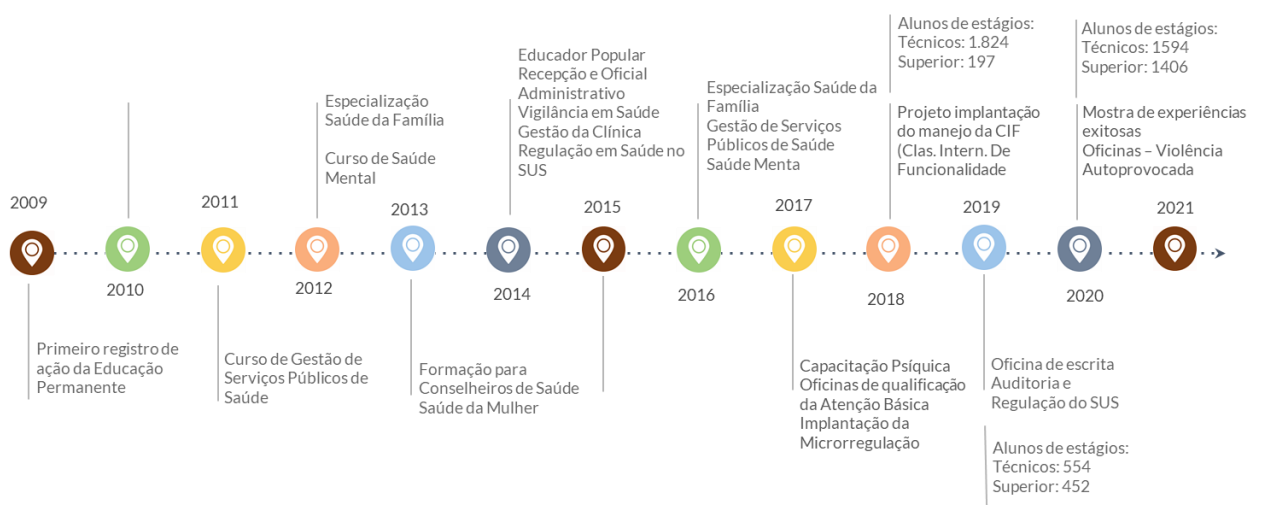 2009
Primeiro registro de
ação da Educação
Permanente
2010
2011
Curso de Gestão de
Serviços Públicos de
Saúde
Especialização
Saúde da Família
Curso de Saúde
Mental
2012
2013
Formação para
Conselheiros de Saúde
Saúde da Mulher
Educador Popular
Recepção e Oficial
Administrativo
Vigilância em Saúde
Gestão da Clínica
Regulação em Saúde no
SUS
2014
2015
Especialização Saúde da
Família
Gestão de Serviços
Públicos de Saúde
Saúde Menta
2016
2017
Capacitação Psíquica
Oficinas de qualificação
da Atenção Básica
Implantação da
Microrregulação
Alunos de estágios:
Técnicos: 1.824
Superior: 197
Projeto implantação
do manejo da CIF
(Clas. Intern. De
Funcionalidade
2018
2019
Oficina de escrita
Auditoria e
Regulação do SUS
Alunos de estágios:
Técnicos: 554
Superior: 452
Alunos de estágios:
Técnicos: 1594
Superior: 1406
Mostra de experiências
exitosas
Oficinas – Violência
Autoprovocada
2020
2021